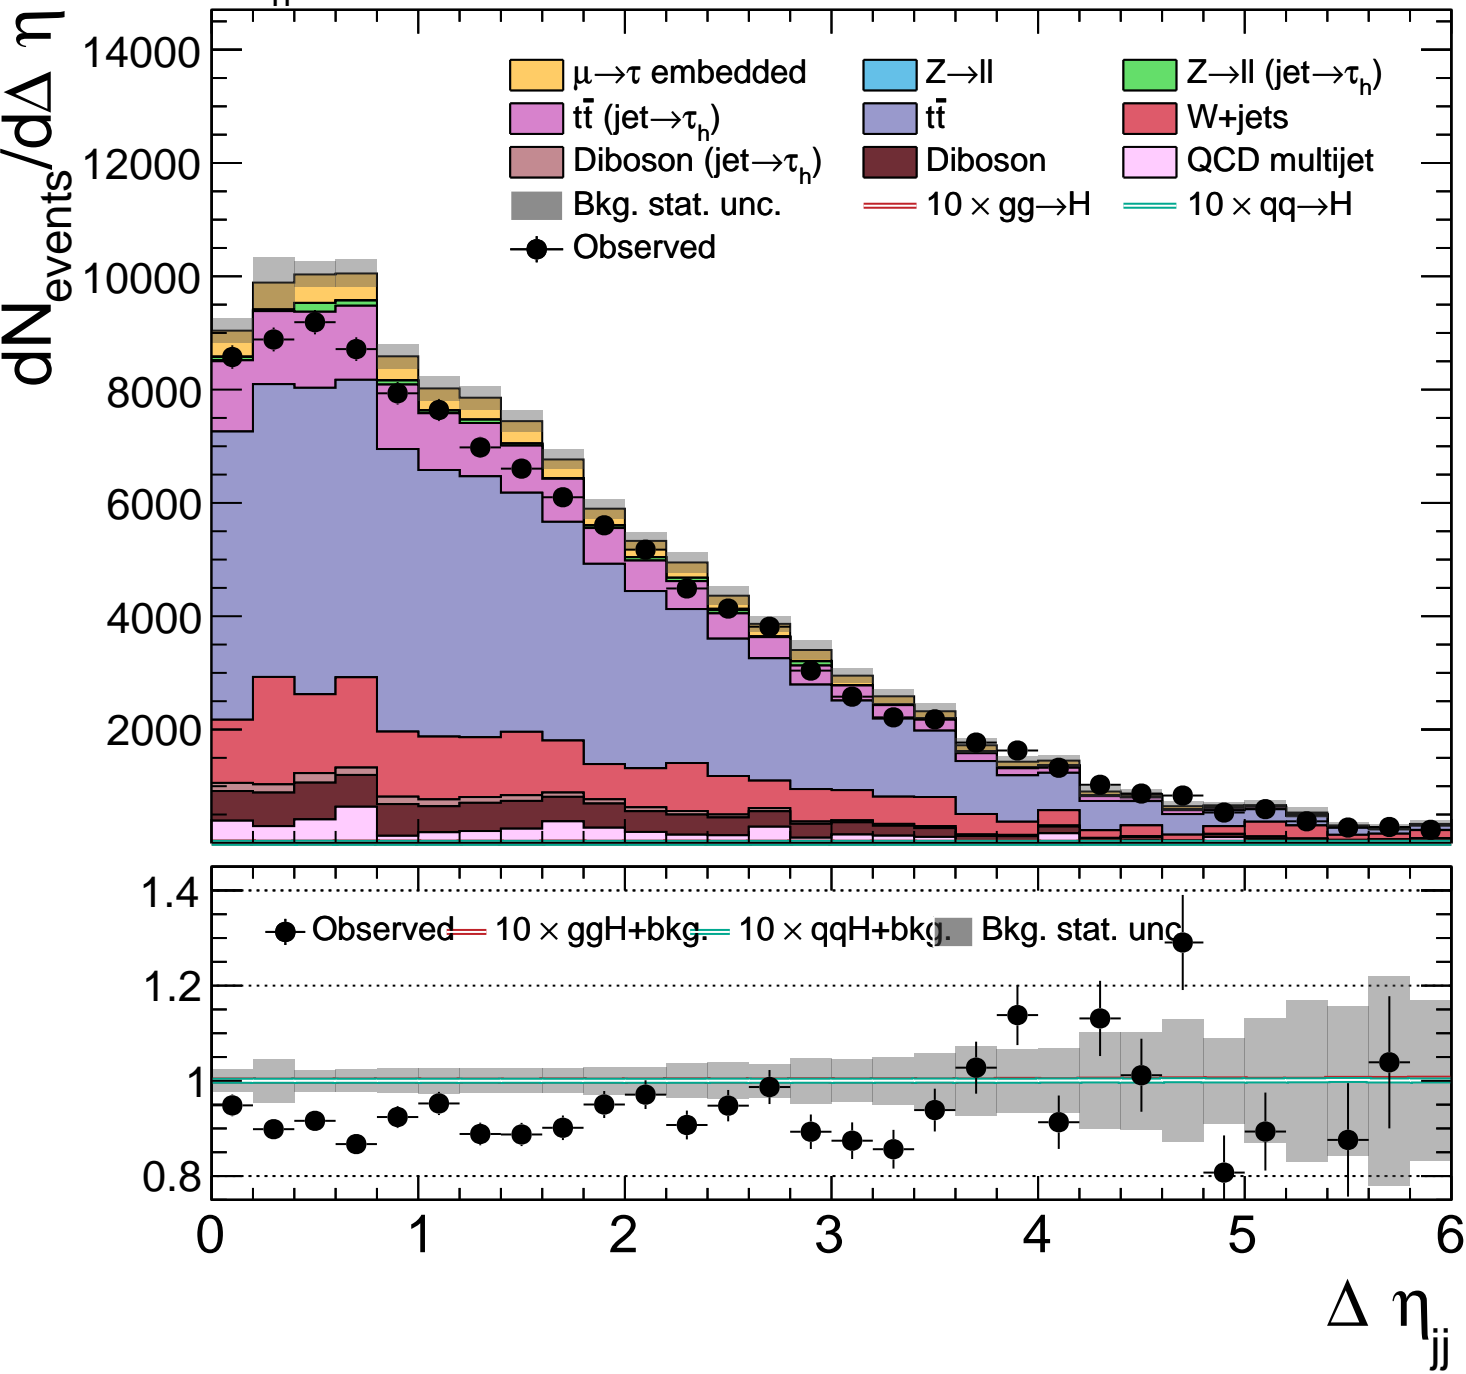 dN_events/dΔ η
14000
12000
10000
8000
6000
4000
2000
μ→τ embedded Z→ll Z→ll (jet→τ_h)
tt̄ (jet→τ_h) tt̄ W+jets
Diboson (jet→τ_h) Diboson QCD multijet
Bkg. stat. unc. 10 × gg→H 10 × qq→H
Observed
1.4
1.2
1
0.8
Observed 10 × ggH+bkg. 10 × qqH+bkg. Bkg. stat. unc.
0 1 2 3 4 5 6
Δ η_jj